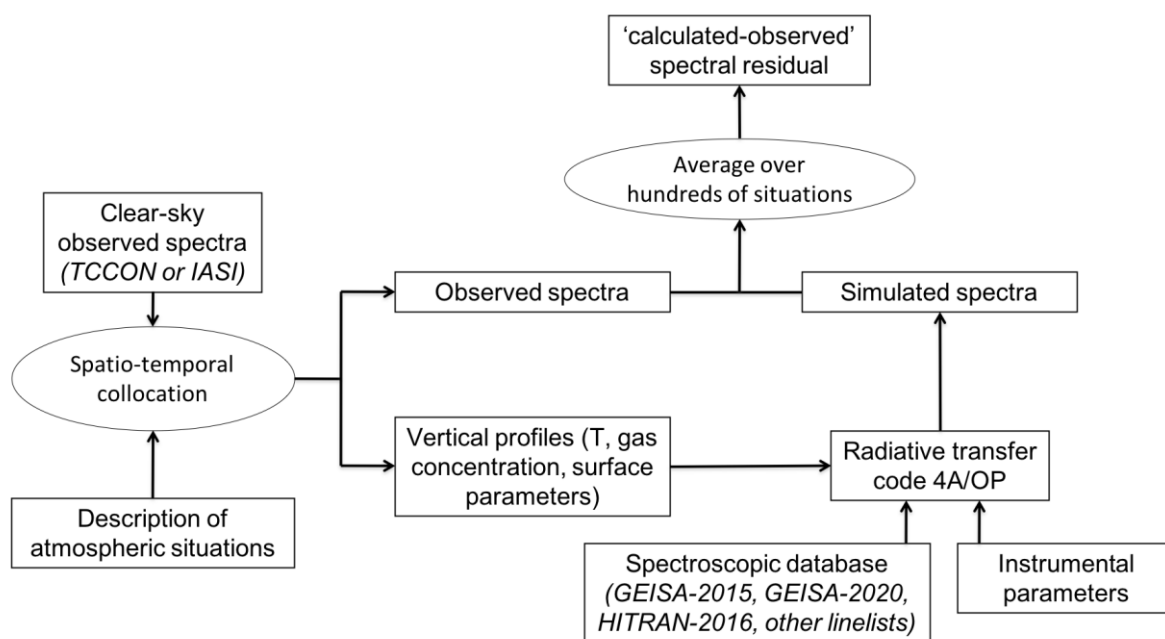 ‘calculated-observed’
spectral residual
Average over
hundreds of situations
Clear-sky
observed spectra
(TCCON or IASI)
Observed spectra
Simulated spectra
Spatio-temporal
collocation
Vertical profiles (T, gas
concentration, surface
parameters)
Radiative transfer
code 4A/OP
Description of
atmospheric situations
Spectroscopic database
(GEISA-2015, GEISA-2020,
HITRAN-2016, other linelists)
Instrumental
parameters